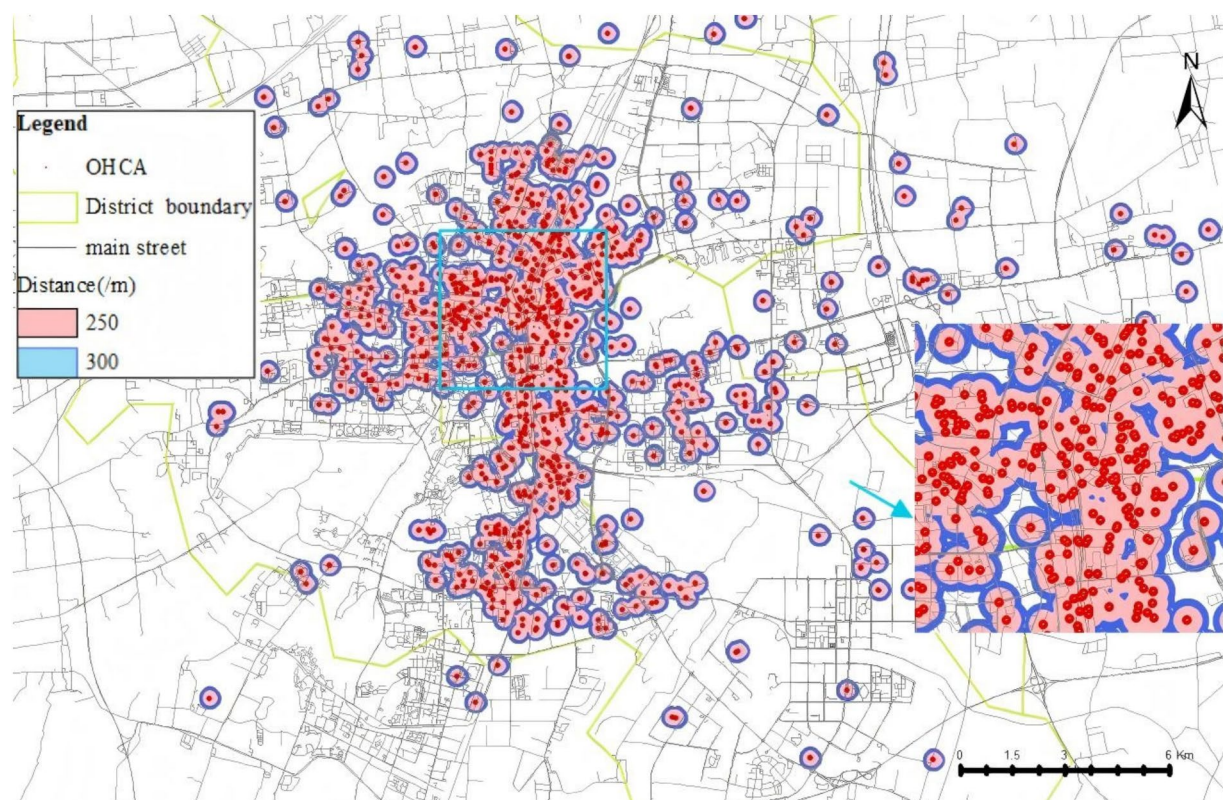 N
Legend
OHCA
District boundary
main street
Distance(/m)
250
300
0 1.5 3 6 Km